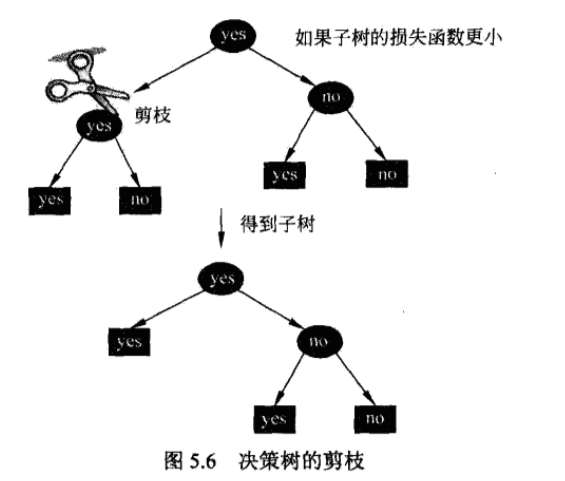 yes
如果子树的损失函数更小
剪枝
yes
no
yes
no
yes
no
得到子树
yes
yes
no
yes
no
图 5.6 决策树的剪枝